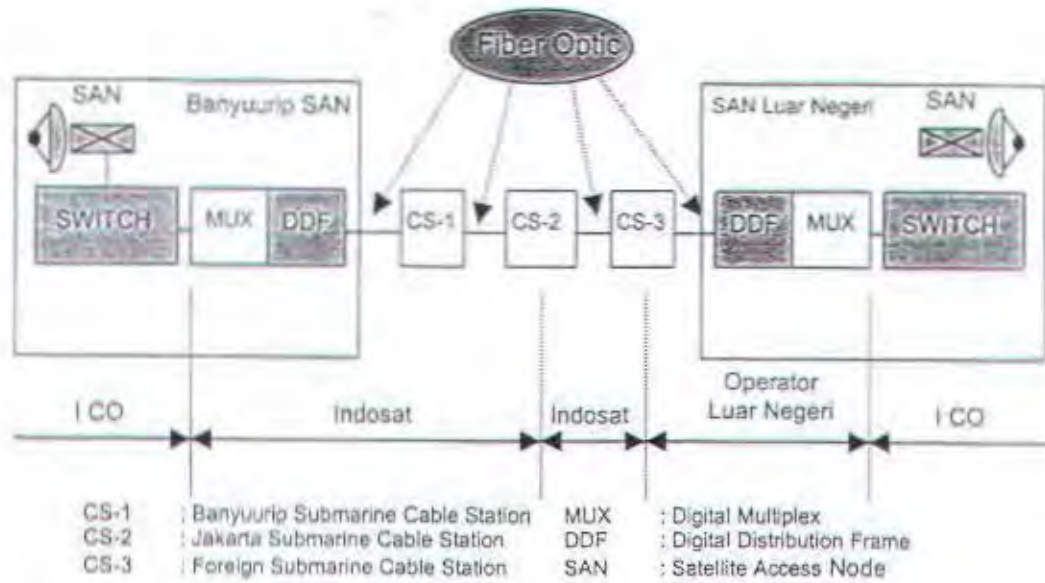 Fiber Optic
SAN
Banyuurip SAN
SAN Luar Negeri
SAN
SWITCH
MUX
DDF
CS-1
CS-2
CS-3
DDF
MUX
SWITCH
I CO
Indosat
Indosat
Operator
Luar Negeri
I CO
CS-1 : Banyuurip Submarine Cable Station
CS-2 : Jakarta Submarine Cable Station
CS-3 : Foreign Submarine Cable Station
MUX : Digital Multiplex
DDF : Digital Distribution Frame
SAN : Satellite Access Node